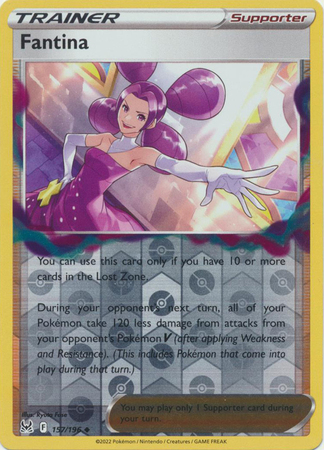 TRAINER Supporter
Fantina
You can use this card only if you have 10 or more
cards in the Lost Zone.
During your opponent's next turn, all of your
Pokémon take 120 less damage from attacks from
your opponent's Pokémon V (after applying Weakness
and Resistance). (This includes Pokémon that come into
play during that turn.)
Illus. Ryota Fuse
You may play only 1 Supporter card during
your turn.
F 157/196
©2022 Pokémon / Nintendo / Creatures / GAME FREAK